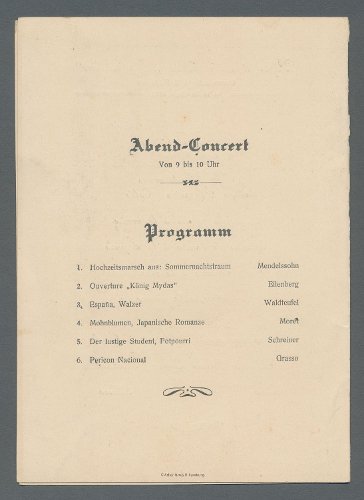 Abend-Concert
Von 9 bis 10 Uhr
Programm
1. Hochzeitsmarsch aus: Sommernachtstraum Mendelssohn
2. Ouverture „König Mydas“ Eilenberg
3. España, Walzer Waldteufel
4. Mohnblumen, Japanische Romanze Moret
5. Der lustige Student, Potpourri Schreiner
6. Pericon Nacional Grasso